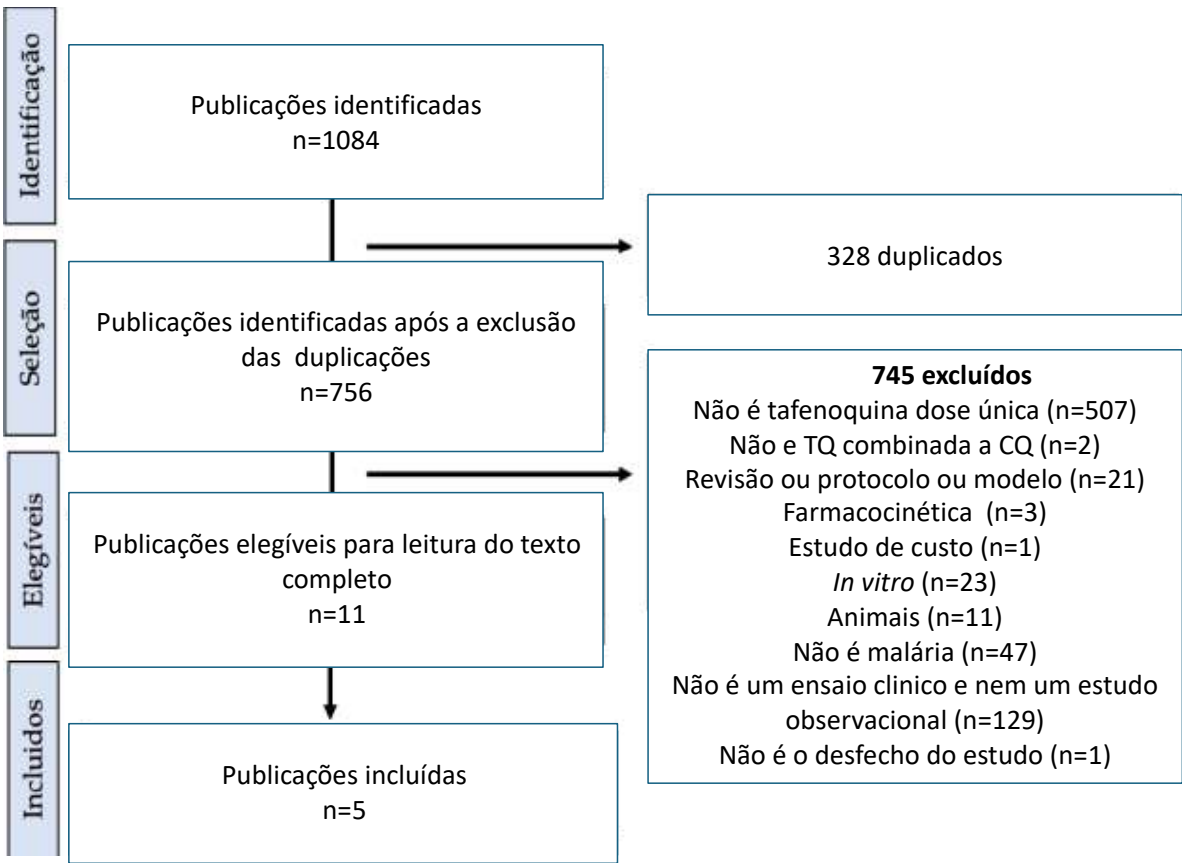 Identificação
Publicações identificadas
n=1084
328 duplicados
Seleção
Publicações identificadas após a exclusão
das duplicações
n=756
745 excluídos
Não é tafenoquina dose única (n=507)
Não e TQ combinada a CQ (n=2)
Revisão ou protocolo ou modelo (n=21)
Farmacocinética (n=3)
Estudo de custo (n=1)
In vitro (n=23)
Animais (n=11)
Não é malária (n=47)
Não é um ensaio clinico e nem um estudo
observacional (n=129)
Não é o desfecho do estudo (n=1)
Elegíveis
Publicações elegíveis para leitura do texto
completo
n=11
Incluidos
Publicações incluídas
n=5